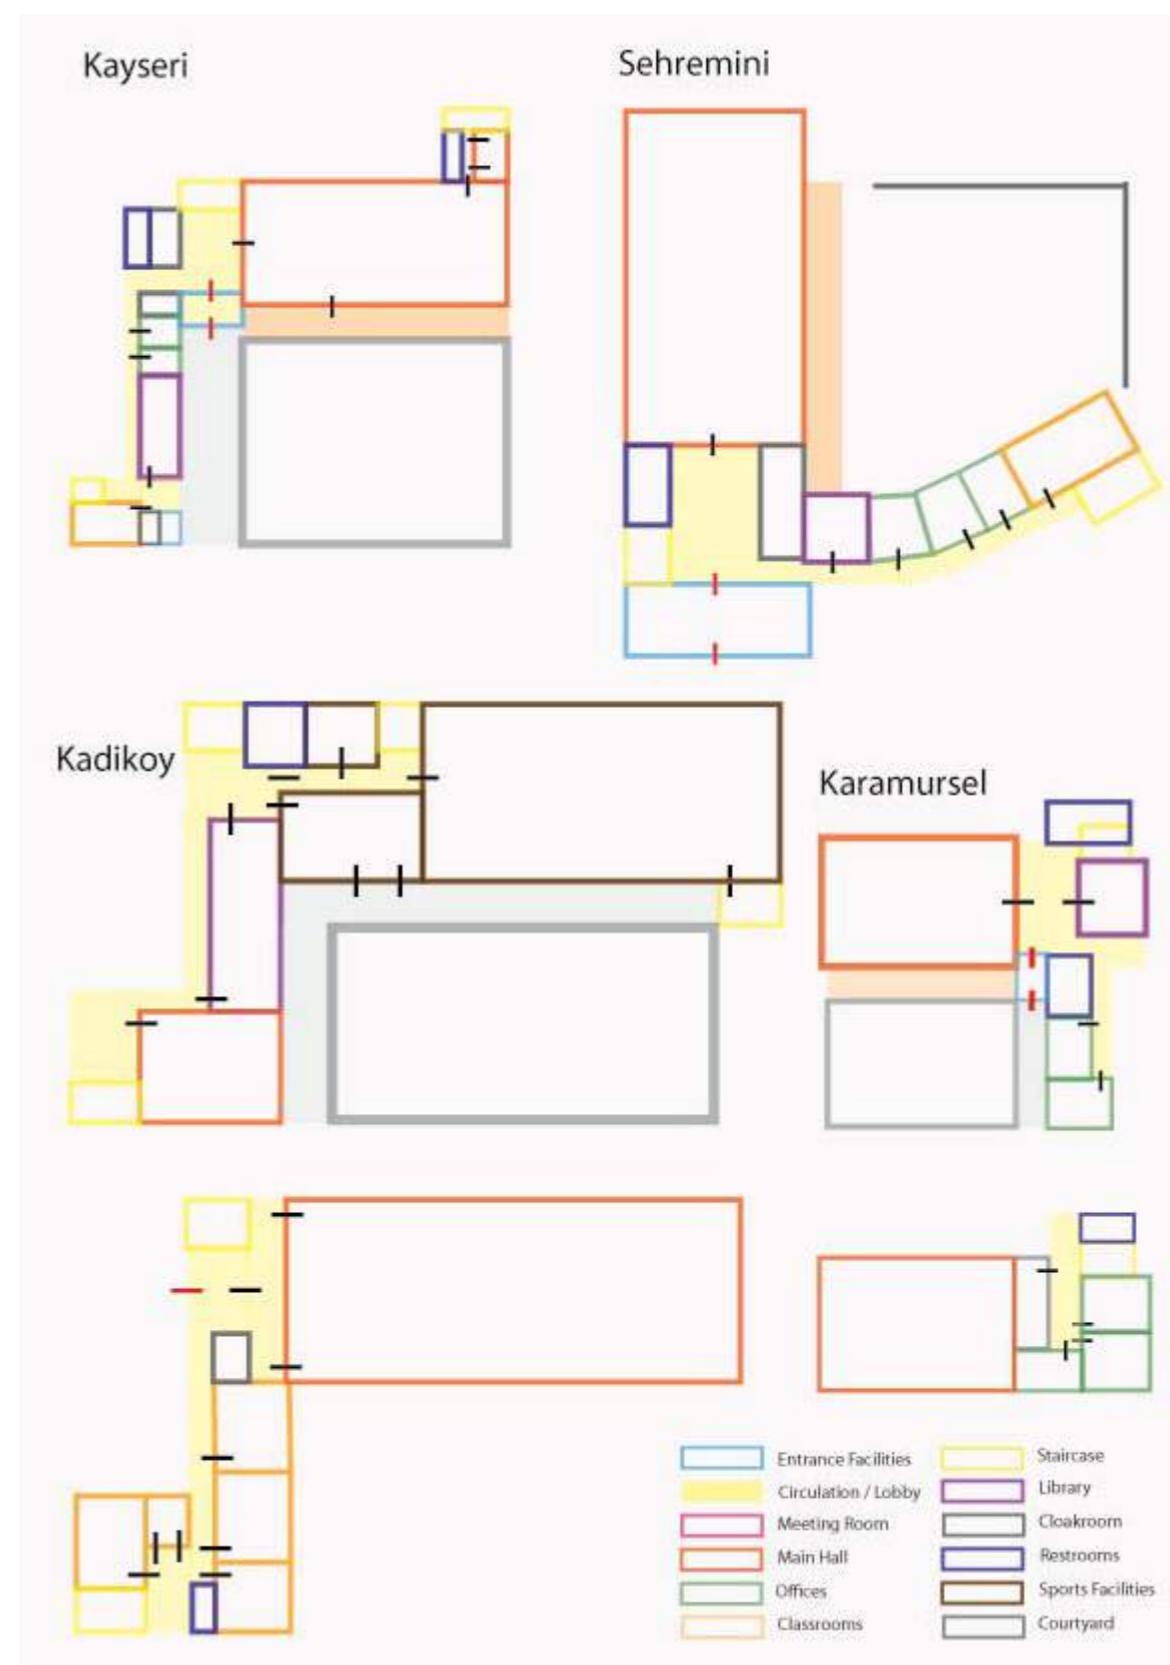 Kayseri
Sehremini
Kadikoy
Karamursel
Entrance Facilities
Circulation / Lobby
Meeting Room
Main Hall
Offices
Classrooms
Staircase
Library
Cloakroom
Restrooms
Sports Facilities
Courtyard